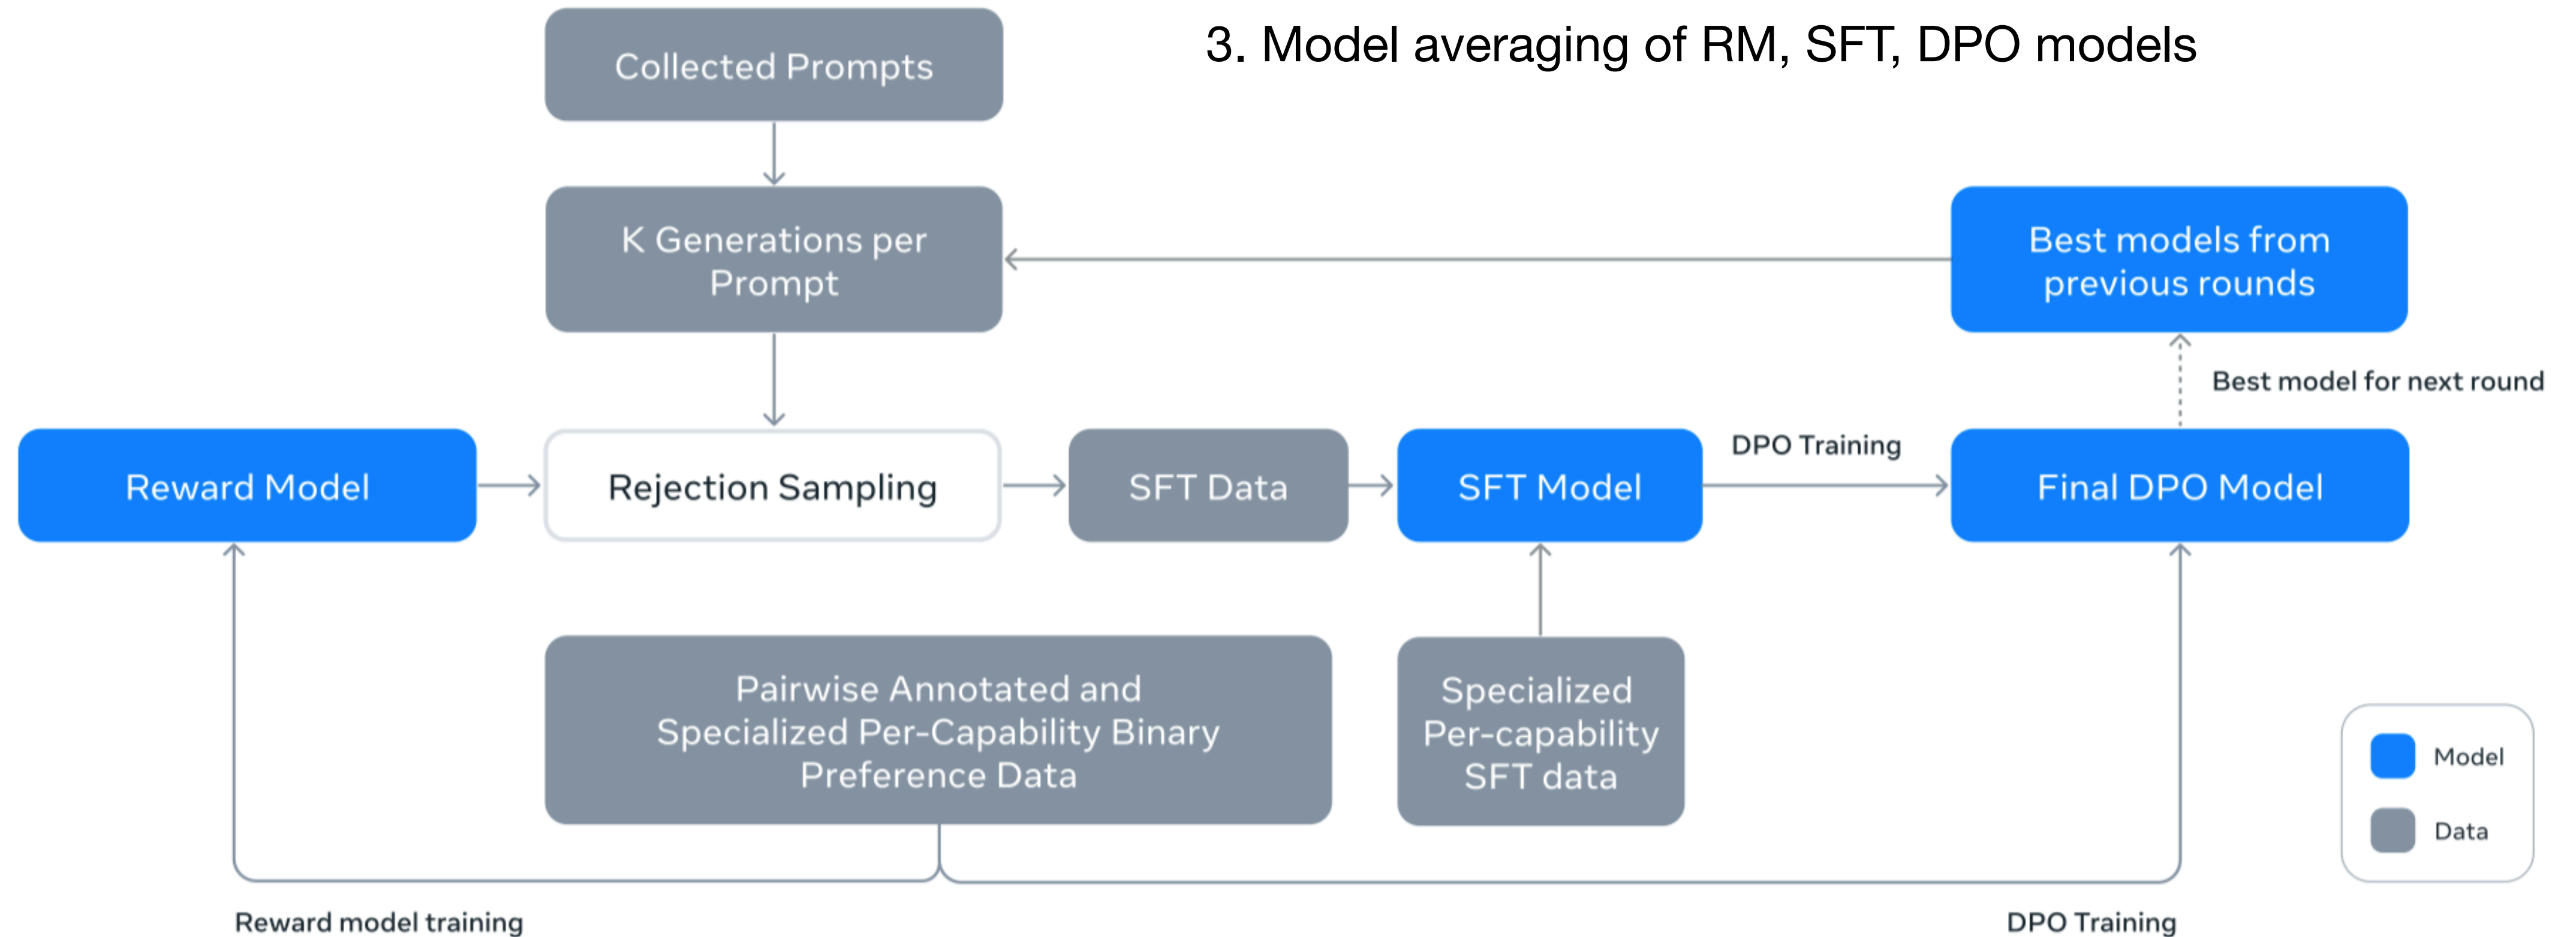 3. Model averaging of RM, SFT, DPO models
Collected Prompts
K Generations per
Prompt
Best models from
previous rounds
Best model for next round
Reward Model
Rejection Sampling
SFT Data
SFT Model
DPO Training
Final DPO Model
Pairwise Annotated and
Specialized Per-Capability Binary
Preference Data
Specialized
Per-capability
SFT data
Model
Data
Reward model training
DPO Training